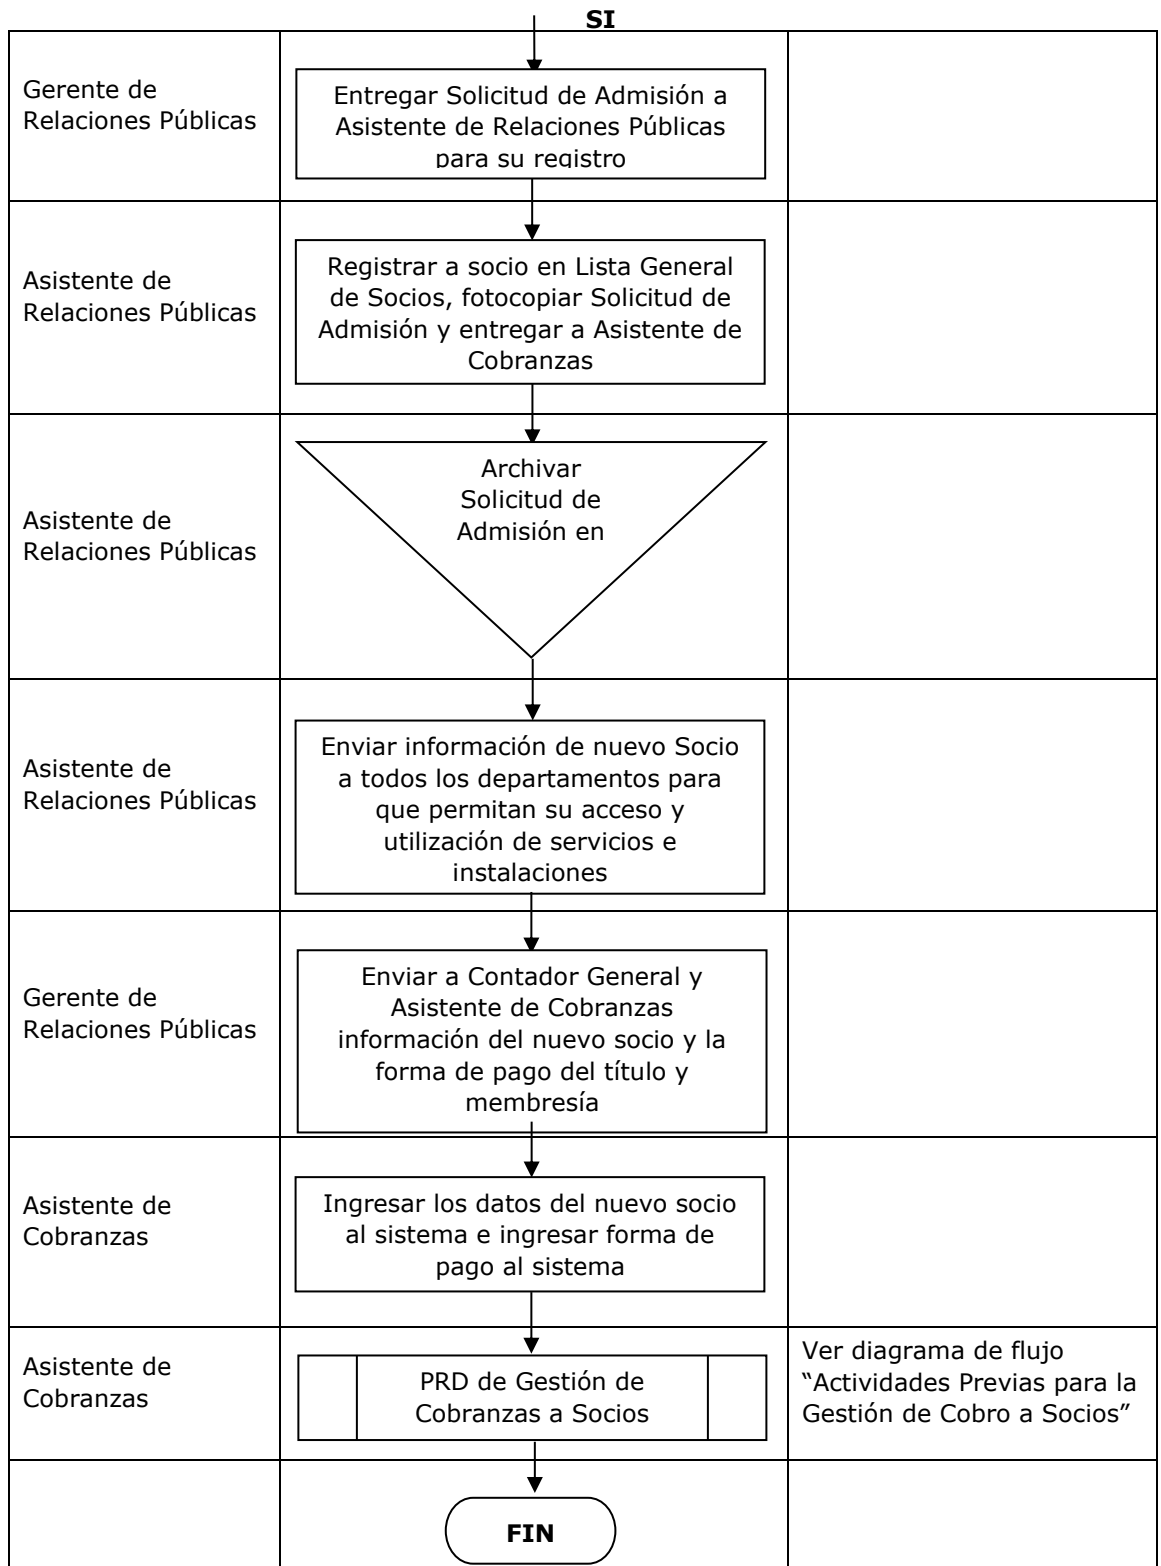 SI
Gerente de
Relaciones Públicas
Entregar Solicitud de Admisión a
Asistente de Relaciones Públicas
para su registro
Asistente de
Relaciones Públicas
Registrar a socio en Lista General
de Socios, fotocopiar Solicitud de
Admisión y entregar a Asistente de
Cobranzas
Asistente de
Relaciones Públicas
Archivar
Solicitud de
Admisión en
Asistente de
Relaciones Públicas
Enviar información de nuevo Socio
a todos los departamentos para
que permitan su acceso y
utilización de servicios e
instalaciones
Gerente de
Relaciones Públicas
Enviar a Contador General y
Asistente de Cobranzas
información del nuevo socio y la
forma de pago del título y
membresía
Asistente de
Cobranzas
Ingresar los datos del nuevo socio
al sistema e ingresar forma de
pago al sistema
Asistente de
Cobranzas
PRD de Gestión de
Cobranzas a Socios
Ver diagrama de flujo
“Actividades Previas para la
Gestión de Cobro a Socios”
FIN